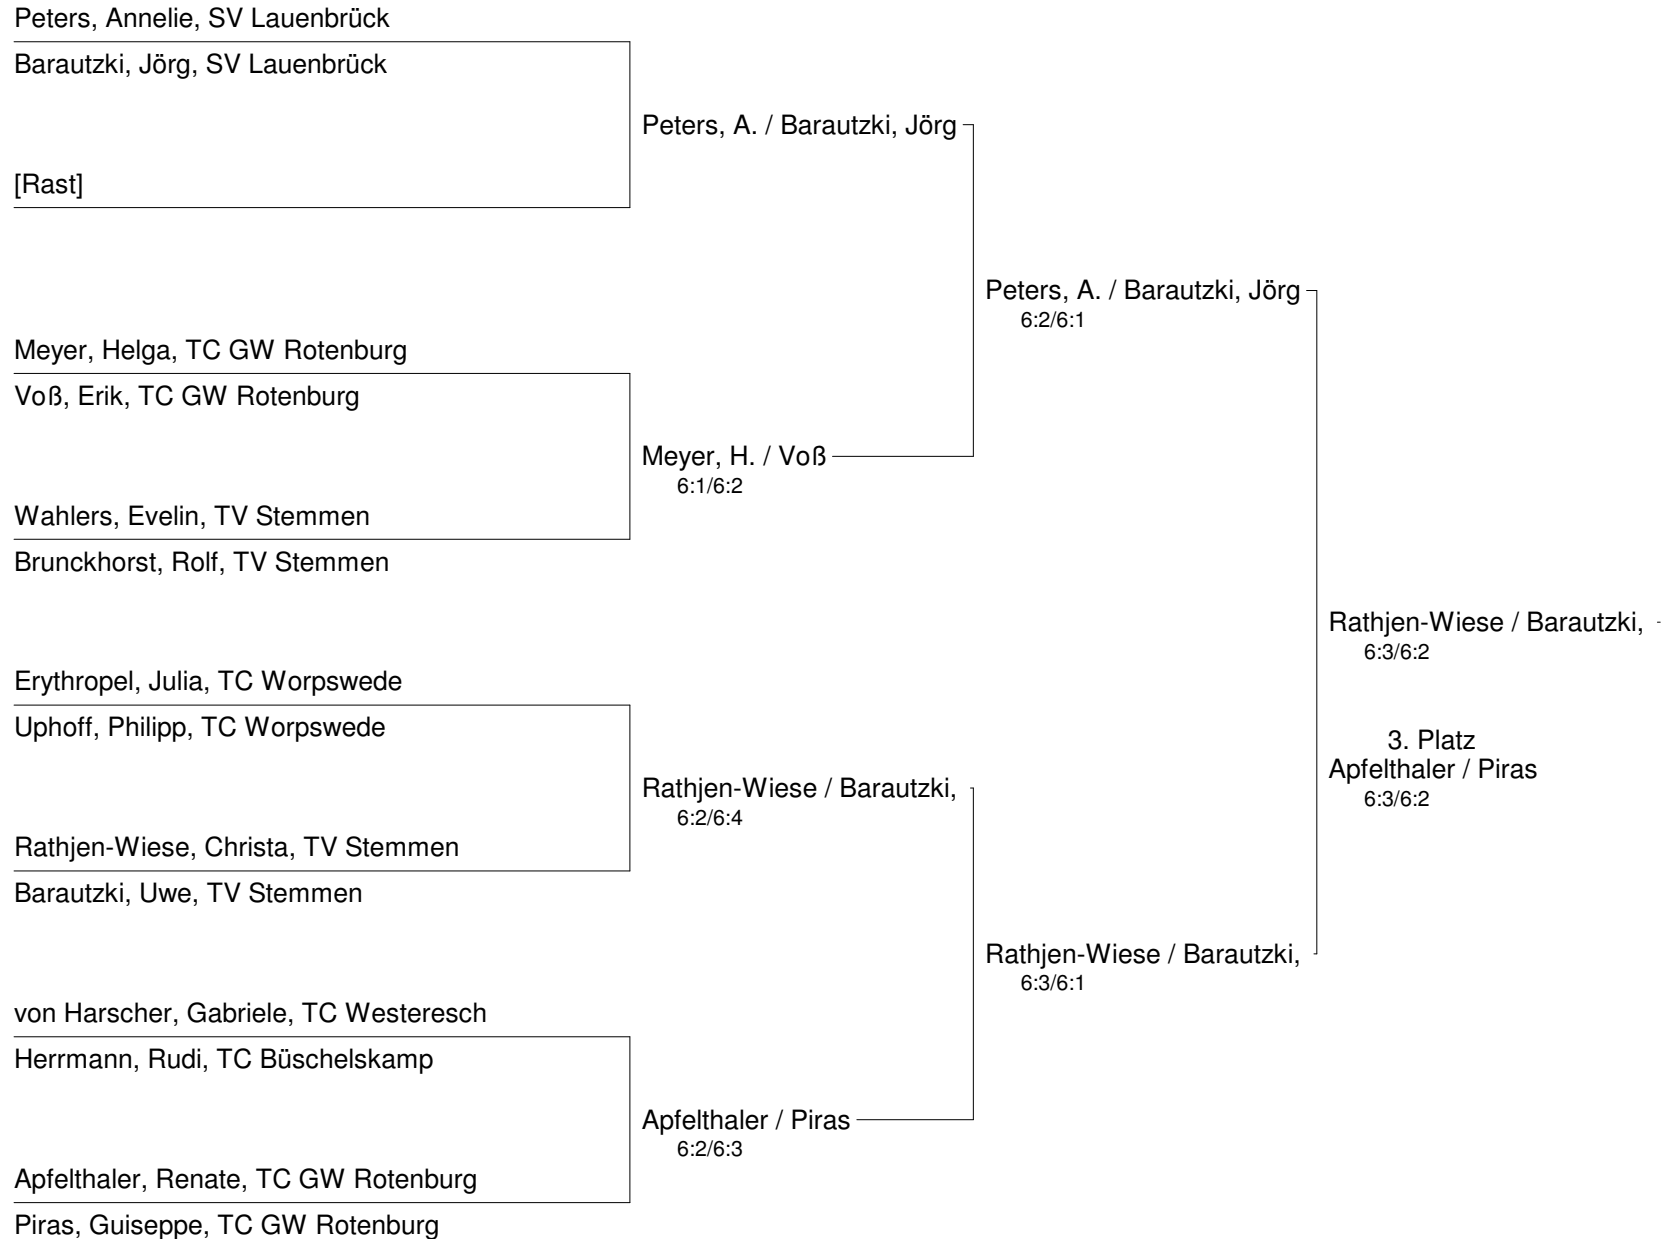 Peters, Annelie, SV Lauenbrück
Barautzki, Jörg, SV Lauenbrück
Peters, A. / Barautzki, Jörg
[Rast]
Peters, A. / Barautzki, Jörg
6:2/6:1
Meyer, Helga, TC GW Rotenburg
Voß, Erik, TC GW Rotenburg
Meyer, H. / Voß
6:1/6:2
Wahlers, Evelin, TV Stemmen
Brunckhorst, Rolf, TV Stemmen
Rathjen-Wiese / Barautzki,
6:3/6:2
Erythropel, Julia, TC Worpswede
Uphoff, Philipp, TC Worpswede
3. Platz
Apfelthaler / Piras
6:3/6:2
Rathjen-Wiese / Barautzki,
6:2/6:4
Rathjen-Wiese, Christa, TV Stemmen
Barautzki, Uwe, TV Stemmen
Rathjen-Wiese / Barautzki,
6:3/6:1
von Harscher, Gabriele, TC Westeresch
Herrmann, Rudi, TC Büschelskamp
Apfelthaler / Piras
6:2/6:3
Apfelthaler, Renate, TC GW Rotenburg
Piras, Guiseppe, TC GW Rotenburg